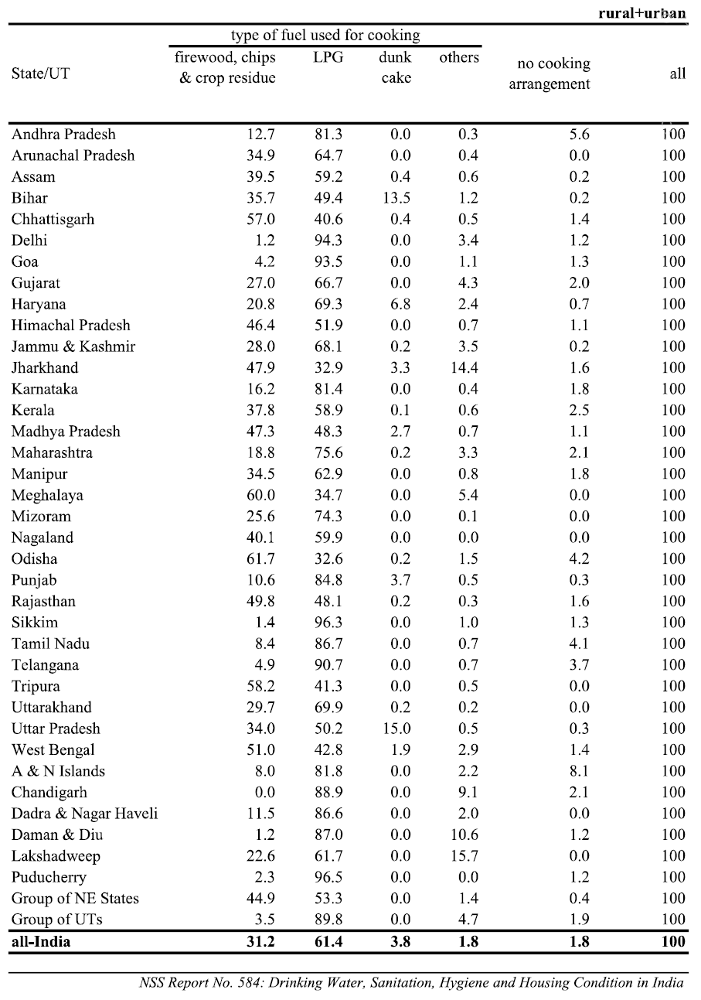 rural+urban
type of fuel used for cooking
State/UT firewood, chips & crop residue LPG dunk cake others no cooking arrangement all
Andhra Pradesh 12.7 81.3 0.0 0.3 5.6 100
Arunachal Pradesh 34.9 64.7 0.0 0.4 0.0 100
Assam 39.5 59.2 0.4 0.6 0.2 100
Bihar 35.7 49.4 13.5 1.2 0.2 100
Chhattisgarh 57.0 40.6 0.4 0.5 1.4 100
Delhi 1.2 94.3 0.0 3.4 1.2 100
Goa 4.2 93.5 0.0 1.1 1.3 100
Gujarat 27.0 66.7 0.0 4.3 2.0 100
Haryana 20.8 69.3 6.8 2.4 0.7 100
Himachal Pradesh 46.4 51.9 0.0 0.7 1.1 100
Jammu & Kashmir 28.0 68.1 0.2 3.5 0.2 100
Jharkhand 47.9 32.9 3.3 14.4 1.6 100
Karnataka 16.2 81.4 0.0 0.4 1.8 100
Kerala 37.8 58.9 0.1 0.6 2.5 100
Madhya Pradesh 47.3 48.3 2.7 0.7 1.1 100
Maharashtra 18.8 75.6 0.2 3.3 2.1 100
Manipur 34.5 62.9 0.0 0.8 1.8 100
Meghalaya 60.0 34.7 0.0 5.4 0.0 100
Mizoram 25.6 74.3 0.0 0.1 0.0 100
Nagaland 40.1 59.9 0.0 0.0 0.0 100
Odisha 61.7 32.6 0.2 1.5 4.2 100
Punjab 10.6 84.8 3.7 0.5 0.3 100
Rajasthan 49.8 48.1 0.2 0.3 1.6 100
Sikkim 1.4 96.3 0.0 1.0 1.3 100
Tamil Nadu 8.4 86.7 0.0 0.7 4.1 100
Telangana 4.9 90.7 0.0 0.7 3.7 100
Tripura 58.2 41.3 0.0 0.5 0.0 100
Uttarakhand 29.7 69.9 0.2 0.2 0.0 100
Uttar Pradesh 34.0 50.2 15.0 0.5 0.3 100
West Bengal 51.0 42.8 1.9 2.9 1.4 100
A & N Islands 8.0 81.8 0.0 2.2 8.1 100
Chandigarh 0.0 88.9 0.0 9.1 2.1 100
Dadra & Nagar Haveli 11.5 86.6 0.0 2.0 0.0 100
Daman & Diu 1.2 87.0 0.0 10.6 1.2 100
Lakshadweep 22.6 61.7 0.0 15.7 0.0 100
Puducherry 2.3 96.5 0.0 0.0 1.2 100
Group of NE States 44.9 53.3 0.0 1.4 0.4 100
Group of UTs 3.5 89.8 0.0 4.7 1.9 100
all-India 31.2 61.4 3.8 1.8 1.8 100
NSS Report No. 584: Drinking Water, Sanitation, Hygiene and Housing Condition in India